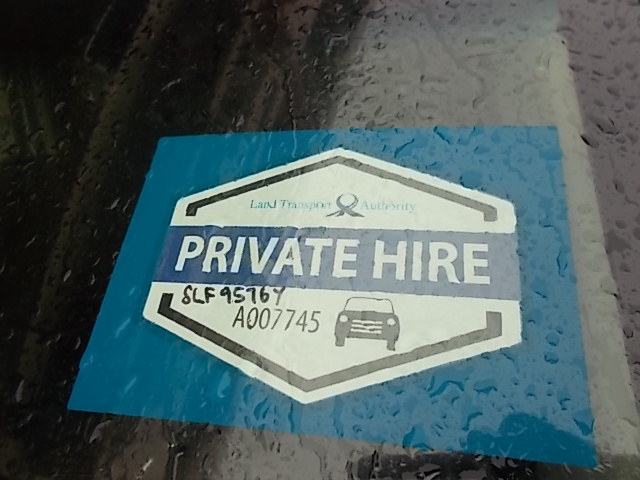 Land Transport Authority
PRIVATE HIRE
SLF9576Y
A007745